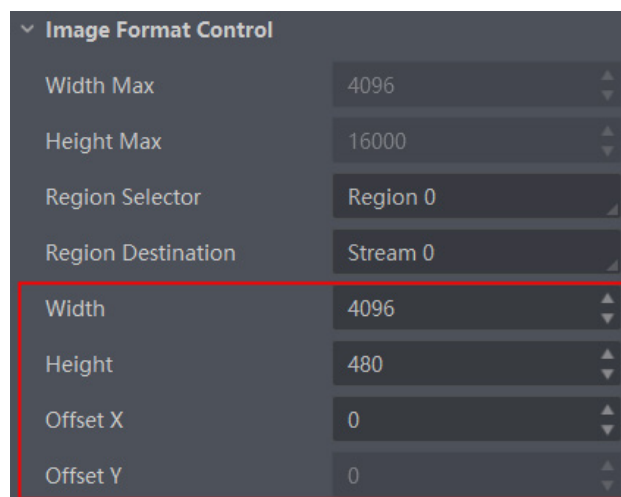 Image Format Control
Width Max 4096
Height Max 16000
Region Selector Region 0
Region Destination Stream 0
Width 4096
Height 480
Offset X 0
Offset Y 0